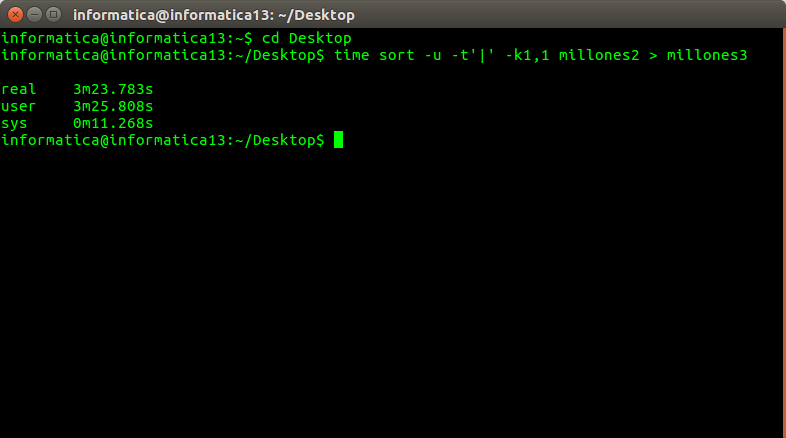 informatica@informatica13: ~/Desktop
informatica@informatica13:~$ cd Desktop
informatica@informatica13:~/Desktop$ time sort -u -t'|' -k1,1 millones2 > millones3
real 3m23.783s
user 3m25.808s
sys 0m11.268s
informatica@informatica13:~/Desktop$